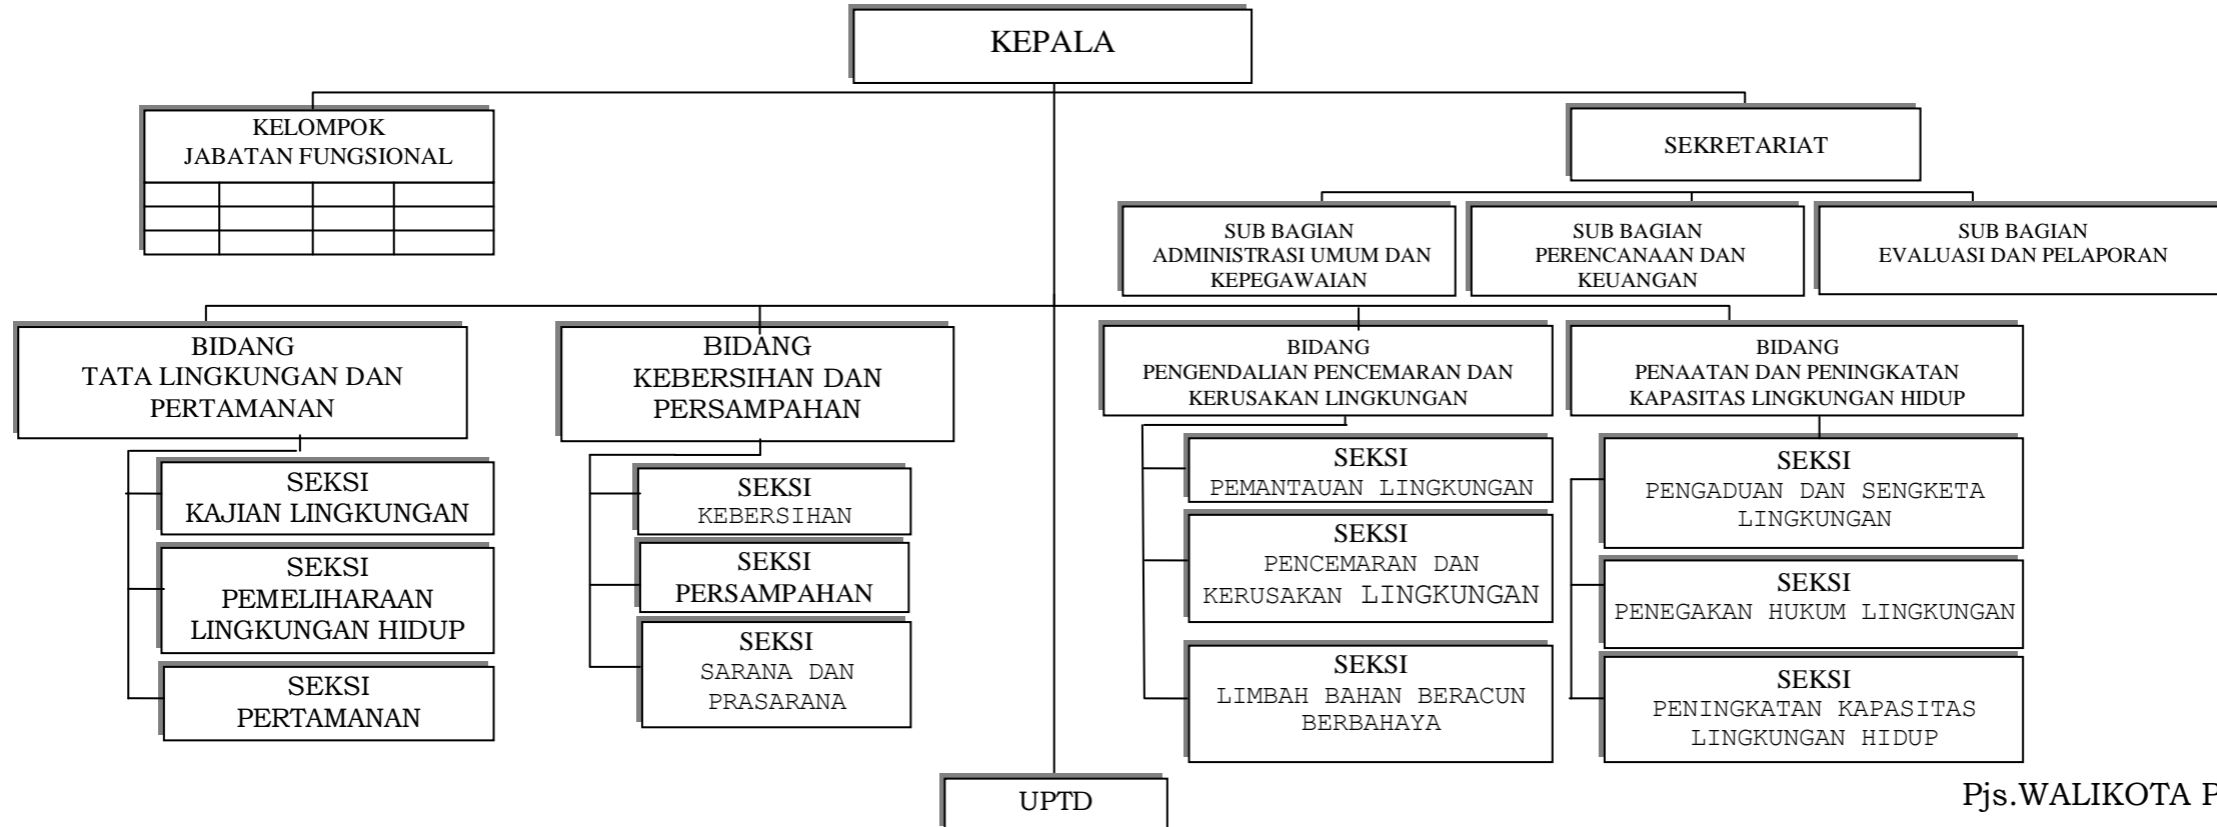 KEPALA
KELOMPOK
JABATAN FUNGSIONAL
SEKRETARIAT
SUB BAGIAN
ADMINISTRASI UMUM DAN
KEPEGAWAIAN
SUB BAGIAN
PERENCANAAN DAN
KEUANGAN
SUB BAGIAN
EVALUASI DAN PELAPORAN
BIDANG
TATA LINGKUNGAN DAN
PERTAMANAN
BIDANG
KEBERSIHAN DAN
PERSAMPAHAN
BIDANG
PENGENDALIAN PENCEMARAN DAN
KERUSAKAN LINGKUNGAN
BIDANG
PENAATAN DAN PENINGKATAN
KAPASITAS LINGKUNGAN HIDUP
SEKSI
KAJIAN LINGKUNGAN
SEKSI
PEMELIHARAAN
LINGKUNGAN HIDUP
SEKSI
PERTAMANAN
SEKSI
KEBERSIHAN
SEKSI
PERSAMPAHAN
SEKSI
SARANA DAN
PRASARANA
SEKSI
PEMANTAUAN LINGKUNGAN
SEKSI
PENCEMARAN DAN
KERUSAKAN LINGKUNGAN
SEKSI
LIMBAH BAHAN BERACUN
BERBAHAYA
SEKSI
PENGADUAN DAN SENGKETA
LINGKUNGAN
SEKSI
PENEGAKAN HUKUM LINGKUNGAN
SEKSI
PENINGKATAN KAPASITAS
LINGKUNGAN HIDUP
UPTD
Pjs.WALIKOTA P